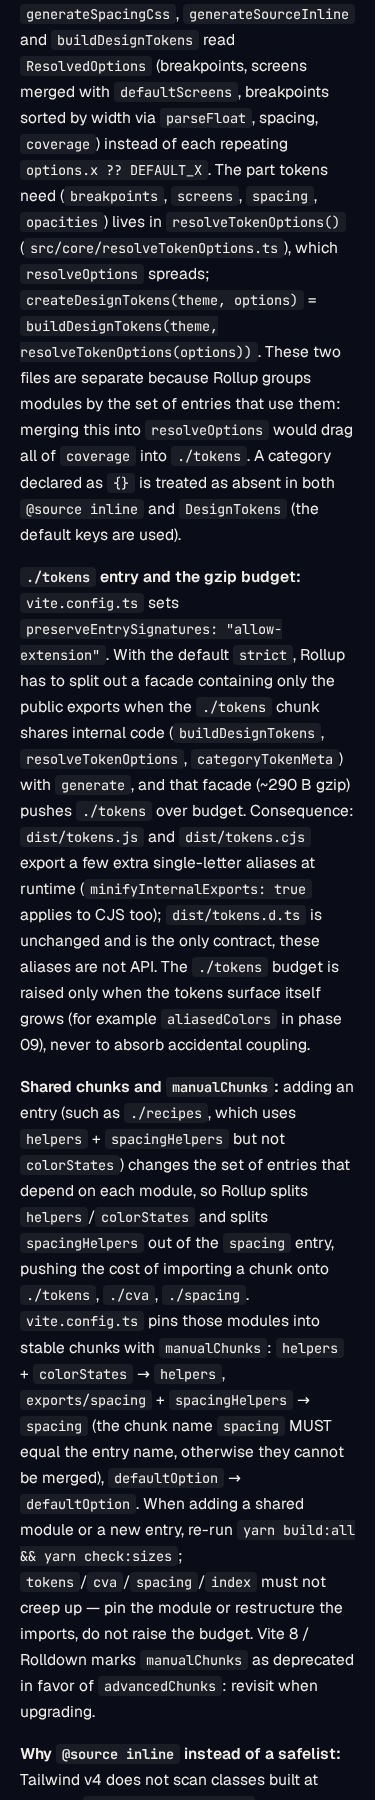 generateSpacingCss, generateSourceInline
and buildDesignTokens read
ResolvedOptions (breakpoints, screens
merged with defaultScreens, breakpoints
sorted by width via parseFloat, spacing,
coverage) instead of each repeating
options.x ?? DEFAULT_X. The part tokens
need (breakpoints, screens, spacing,
opacities) lives in resolveTokenOptions()
(src/core/resolveTokenOptions.ts), which
resolveOptions spreads;
createDesignTokens(theme, options) =
buildDesignTokens(theme,
resolveTokenOptions(options)). These two
files are separate because Rollup groups
modules by the set of entries that use them:
merging this into resolveOptions would drag
all of coverage into ./tokens. A category
declared as {} is treated as absent in both
@source inline and DesignTokens (the
default keys are used).
./tokens entry and the gzip budget:
vite.config.ts sets
preserveEntrySignatures: "allow-
extension". With the default strict, Rollup
has to split out a facade containing only the
public exports when the ./tokens chunk
shares internal code (buildDesignTokens,
resolveTokenOptions, categoryTokenMeta)
with generate, and that facade (~290 B gzip)
pushes ./tokens over budget. Consequence:
dist/tokens.js and dist/tokens.cjs
export a few extra single-letter aliases at
runtime (minifyInternalExports: true
applies to CJS too); dist/tokens.d.ts is
unchanged and is the only contract, these
aliases are not API. The ./tokens budget is
raised only when the tokens surface itself
grows (for example aliasedColors in phase
09), never to absorb accidental coupling.
Shared chunks and manualChunks: adding an
entry (such as ./recipes, which uses
helpers + spacingHelpers but not
colorStates) changes the set of entries that
depend on each module, so Rollup splits
helpers/colorStates and splits
spacingHelpers out of the spacing entry,
pushing the cost of importing a chunk onto
./tokens, ./cva, ./spacing.
vite.config.ts pins those modules into
stable chunks with manualChunks: helpers
+ colorStates → helpers,
exports/spacing + spacingHelpers →
spacing (the chunk name spacing MUST
equal the entry name, otherwise they cannot
be merged), defaultOption →
defaultOption. When adding a shared
module or a new entry, re-run yarn build:all
&& yarn check:sizes;
tokens/cva/spacing/index must not
creep up — pin the module or restructure the
imports, do not raise the budget. Vite 8 /
Rolldown marks manualChunks as deprecated
in favor of advancedChunks: revisit when
upgrading.
Why @source inline instead of a safelist:
Tailwind v4 does not scan classes built at